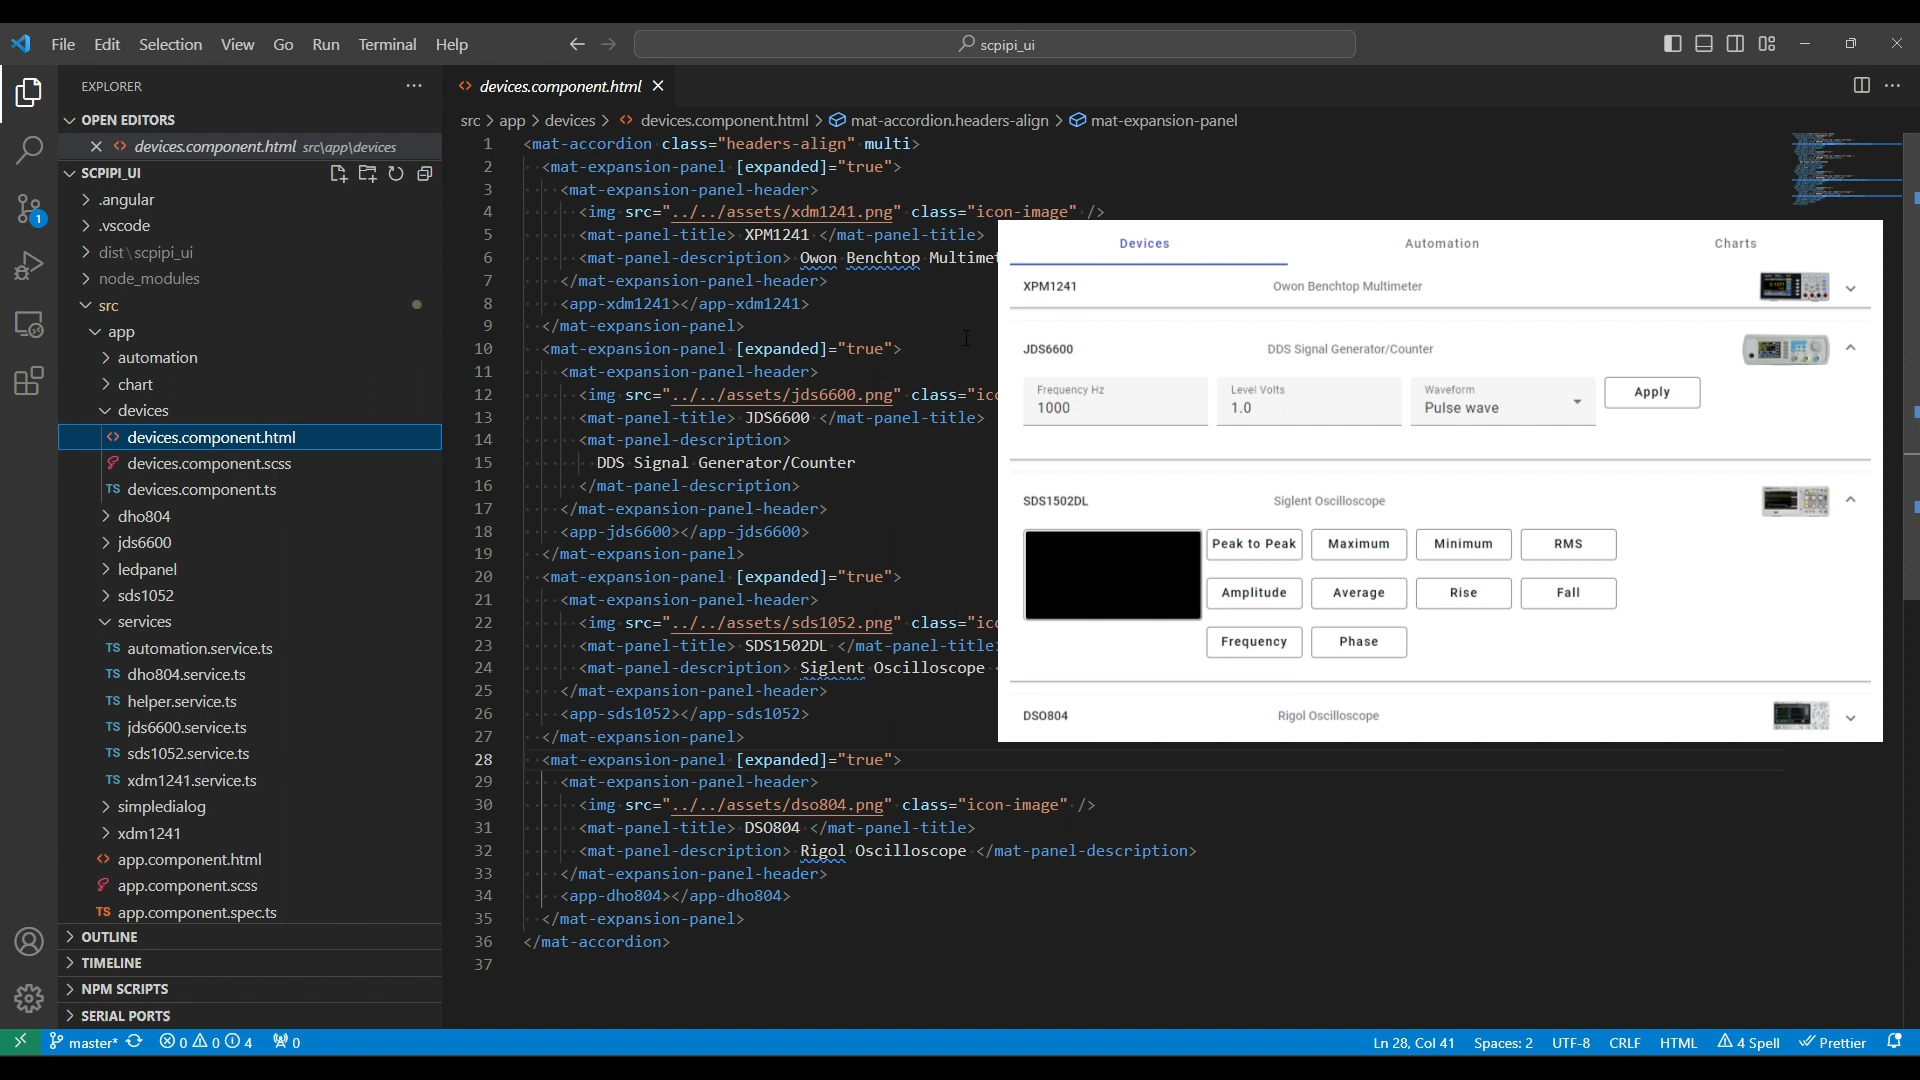 File Edit Selection View Go Run Terminal Help
scpipi_ui
EXPLORER
OPEN EDITORS
devices.component.html src\app\devices
SCPIPI_UI
.angular
.vscode
dist\scpipi_ui
node_modules
src
app
automation
chart
devices
devices.component.html
devices.component.scss
devices.component.ts
dho804
jds6600
ledpanel
sds1052
services
automation.service.ts
dho804.service.ts
helper.service.ts
jds6600.service.ts
sds1052.service.ts
xdm1241.service.ts
simpledialog
xdm1241
app.component.html
app.component.scss
app.component.spec.ts
OUTLINE
TIMELINE
NPM SCRIPTS
SERIAL PORTS
devices.component.html
src > app > devices > devices.component.html > mat-accordion.headers-align > mat-expansion-panel
1 <mat-accordion class="headers-align" multi>
2 <mat-expansion-panel [expanded]="true">
3 <mat-expansion-panel-header>
4 <img src="../../assets/xdm1241.png" class="icon-image" />
5 <mat-panel-title> XPM1241 </mat-panel-title>
6 <mat-panel-description> Owon Benchtop Multimet
7 </mat-expansion-panel-header>
8 <app-xdm1241></app-xdm1241>
9 </mat-expansion-panel>
10 <mat-expansion-panel [expanded]="true">
11 <mat-expansion-panel-header>
12 <img src="../../assets/jds6600.png" class="ico
13 <mat-panel-title> JDS6600 </mat-panel-title>
14 <mat-panel-description>
15 DDS Signal Generator/Counter
16 </mat-panel-description>
17 </mat-expansion-panel-header>
18 <app-jds6600></app-jds6600>
19 </mat-expansion-panel>
20 <mat-expansion-panel [expanded]="true">
21 <mat-expansion-panel-header>
22 <img src="../../assets/sds1052.png" class="ico
23 <mat-panel-title> SDS1502DL </mat-panel-title>
24 <mat-panel-description> Siglent Oscilloscope
25 </mat-expansion-panel-header>
26 <app-sds1052></app-sds1052>
27 </mat-expansion-panel>
28 <mat-expansion-panel [expanded]="true">
29 <mat-expansion-panel-header>
30 <img src="../../assets/dso804.png" class="icon-image" />
31 <mat-panel-title> DSO804 </mat-panel-title>
32 <mat-panel-description> Rigol Oscilloscope </mat-panel-description>
33 </mat-expansion-panel-header>
34 <app-dho804></app-dho804>
35 </mat-expansion-panel>
36 </mat-accordion>
37
Devices Automation Charts
XPM1241 Owon Benchtop Multimeter
JDS6600 DDS Signal Generator/Counter
Frequency Hz Level Volts Waveform
1000 1.0 Pulse wave Apply
SDS1502DL Siglent Oscilloscope
Peak to Peak Maximum Minimum RMS
Amplitude Average Rise Fall
Frequency Phase
DSO804 Rigol Oscilloscope
1
master* 0 0 4 0 Ln 28, Col 41 Spaces: 2 UTF-8 CRLF HTML 4 Spell Prettier